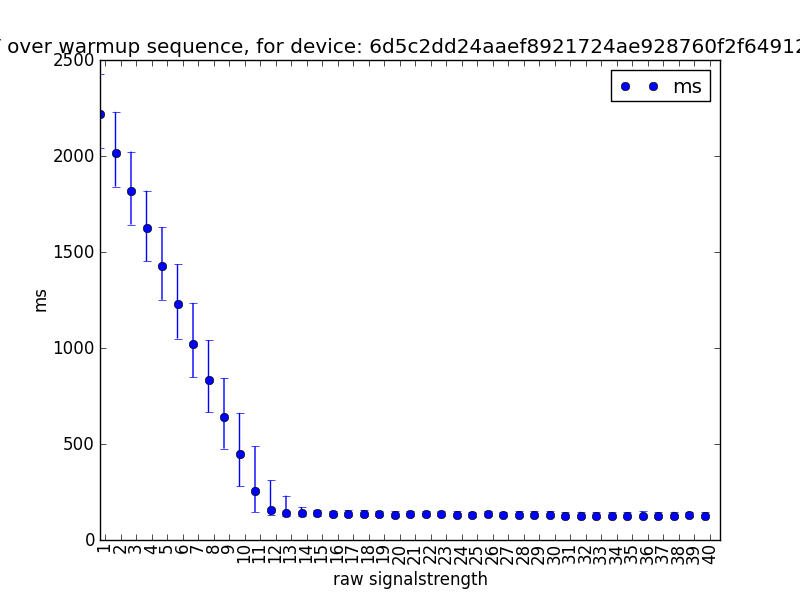 over warmup sequence, for device: 6d5c2dd24aaef8921724ae928760f2f64912
ms
2500
2000
1500
1000
500
0
ms
1 2 3 4 5 6 7 8 9 10 11 12 13 14 15 16 17 18 19 20 21 22 23 24 25 26 27 28 29 30 31 32 33 34 35 36 37 38 39 40
raw signalstrength